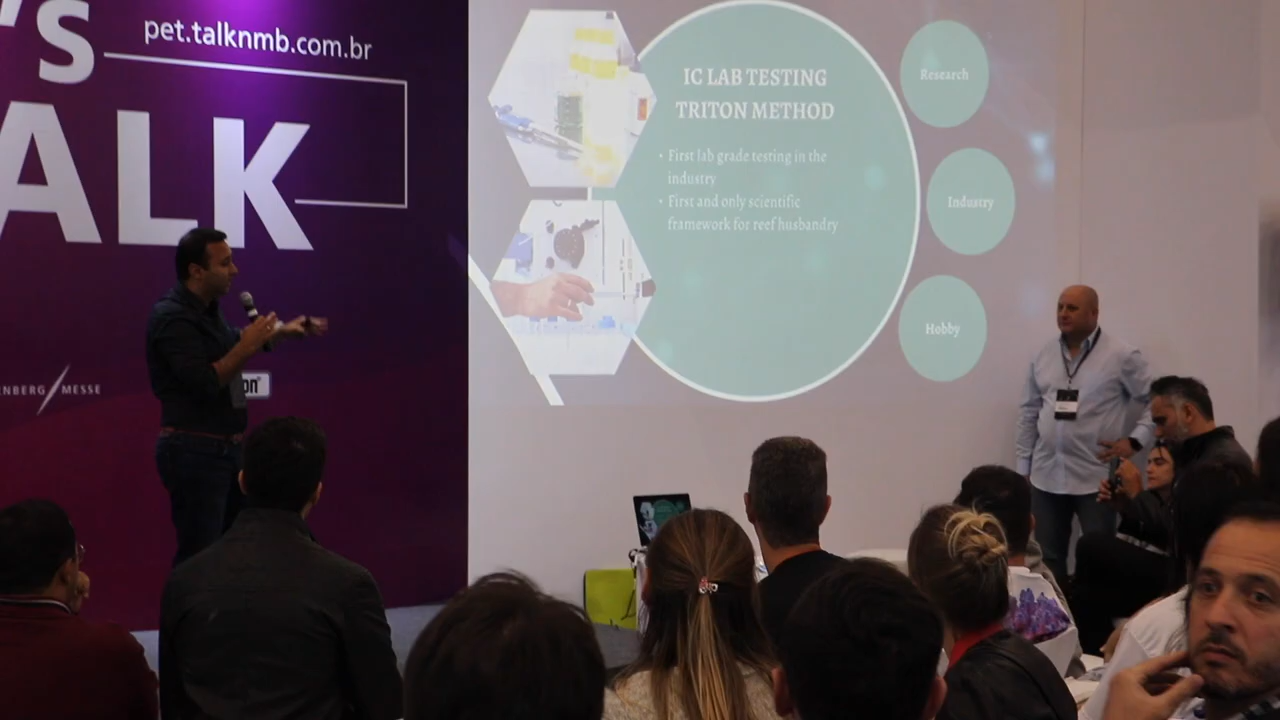 'S
pet.talknmb.com.br
ALK
NBERG MESSE
IC LAB TESTING
TRITON METHOD
• First lab grade testing in the
industry
• First and only scientific
framework for reef husbandry
Research
Industry
Hobby